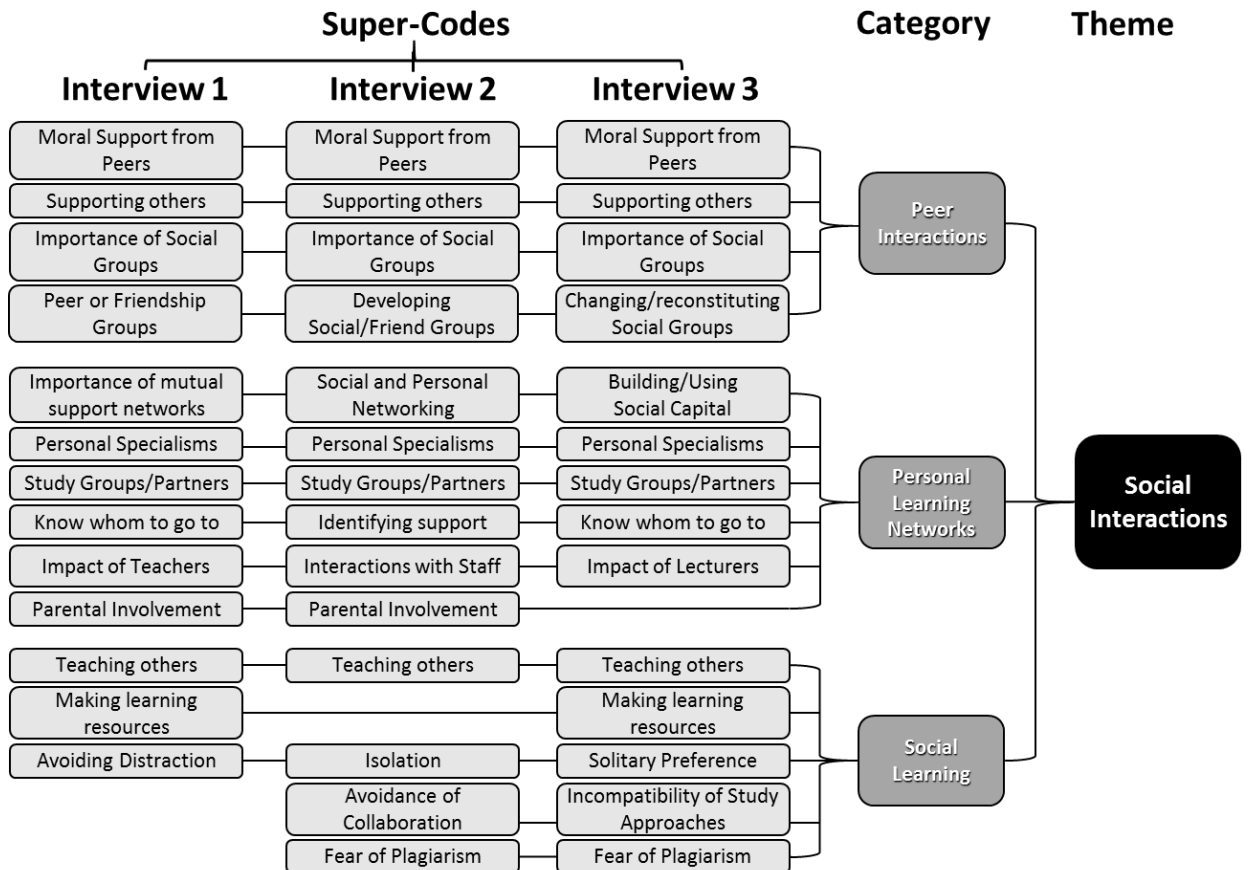 Super-Codes
Category
Theme
Interview 1
Interview 2
Interview 3
Moral Support from
Peers
Moral Support from
Peers
Moral Support from
Peers
Supporting others
Supporting others
Supporting others
Importance of Social
Groups
Importance of Social
Groups
Importance of Social
Groups
Peer or Friendship
Groups
Developing
Social/Friend Groups
Changing/reconstituting
Social Groups
Peer
Interactions
Importance of mutual
support networks
Social and Personal
Networking
Building/Using
Social Capital
Personal Specialisms
Personal Specialisms
Personal Specialisms
Study Groups/Partners
Study Groups/Partners
Study Groups/Partners
Know whom to go to
Identifying support
Know whom to go to
Impact of Teachers
Interactions with Staff
Impact of Lecturers
Parental Involvement
Parental Involvement
Personal
Learning
Networks
Social
Interactions
Teaching others
Teaching others
Teaching others
Making learning
resources
Making learning
resources
Avoiding Distraction
Isolation
Solitary Preference
Avoidance of
Collaboration
Incompatibility of Study
Approaches
Fear of Plagiarism
Fear of Plagiarism
Social
Learning